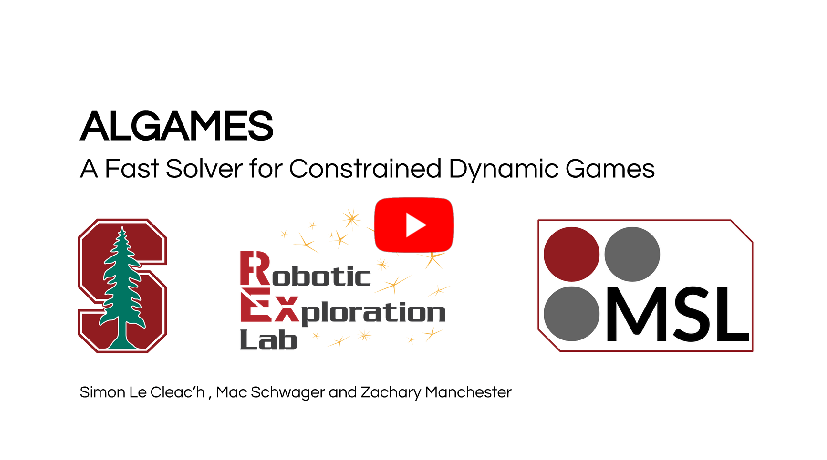 ALGAMES
A Fast Solver for Constrained Dynamic Games
Robotic
Exploration
Lab
MSL
Simon Le Cleac’h , Mac Schwager and Zachary Manchester